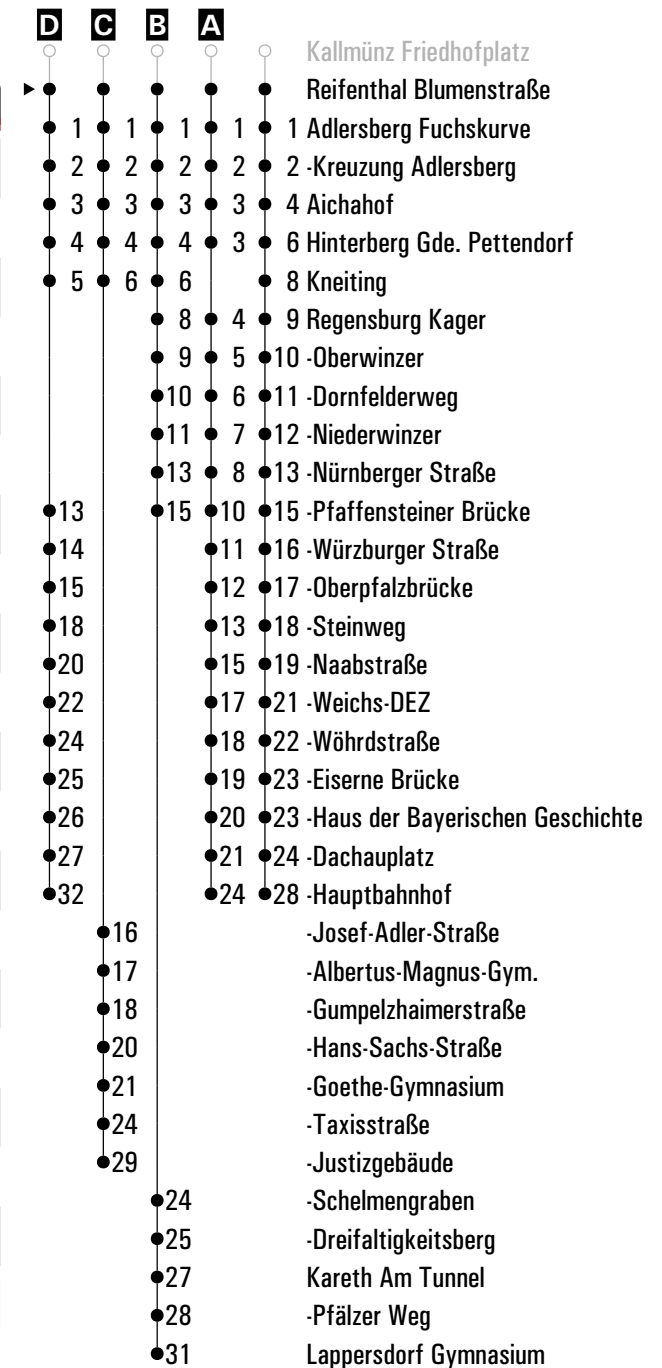 D C B A
Kallmünz Friedhofplatz
Reifenthal Blumenstraße
1 1 1 1 1 Adlersberg Fuchskurve
2 2 2 2 2 -Kreuzung Adlersberg
3 3 3 3 4 Aichahof
4 4 4 3 6 Hinterberg Gde. Pettendorf
5 6 6 8 Kneiting
8 4 9 Regensburg Kager
9 5 10 -Oberwinzer
10 6 11 -Dornfelderweg
11 7 12 -Niederwinzer
13 8 13 -Nürnberger Straße
13 15 10 15 -Pfaffensteiner Brücke
14 11 16 -Würzburger Straße
15 12 17 -Oberpfalzbrücke
18 13 18 -Steinweg
20 15 19 -Naabstraße
22 17 21 -Weichs-DEZ
24 18 22 -Wöhrdstraße
25 19 23 -Eiserne Brücke
26 20 23 -Haus der Bayerischen Geschichte
27 21 24 -Dachauplatz
32 24 28 -Hauptbahnhof
16 -Josef-Adler-Straße
17 -Albertus-Magnus-Gym.
18 -Gumpelzhaimerstraße
20 -Hans-Sachs-Straße
21 -Goethe-Gymnasium
24 -Taxisstraße
29 -Justizgebäude
24 -Schelmengraben
25 -Dreifaltigkeitsberg
27 Kareth Am Tunnel
28 -Pfälzer Weg
31 Lappersdorf Gymnasium